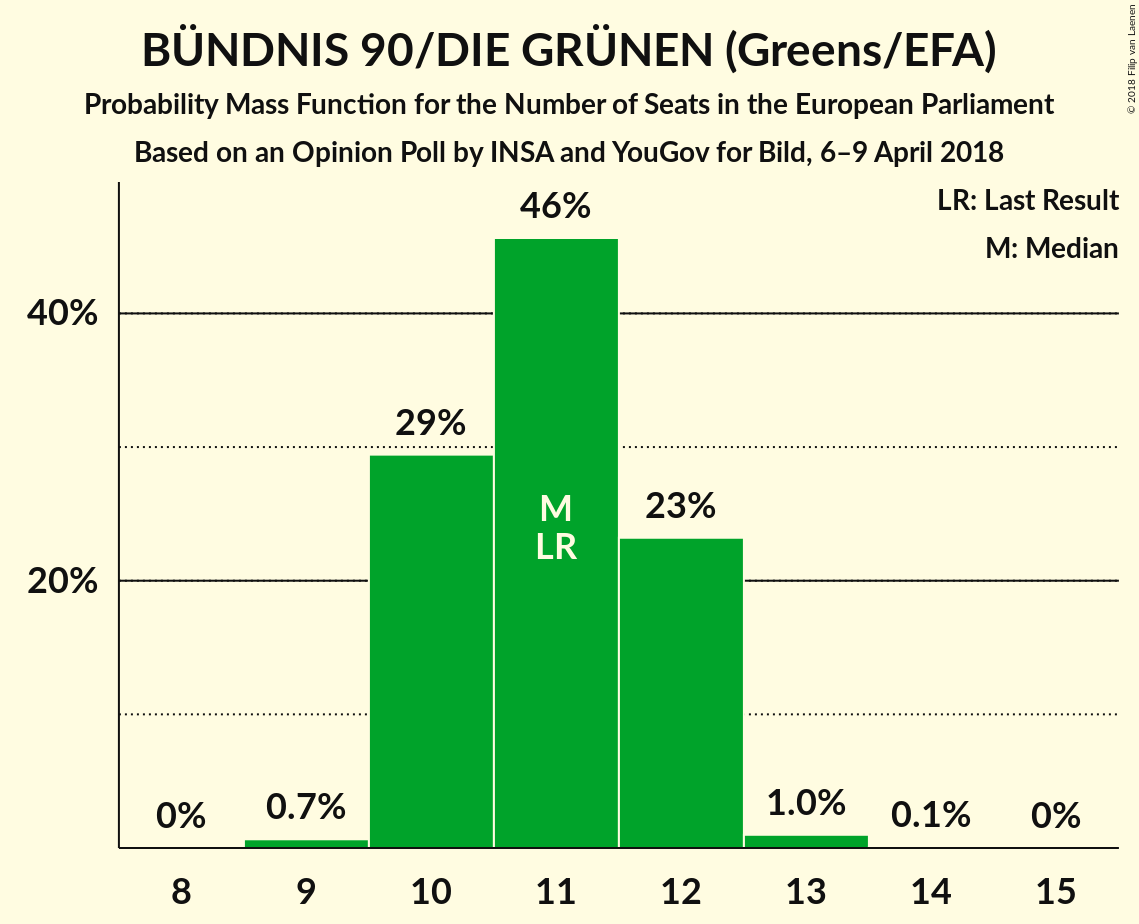 BÜNDNIS 90/DIE GRÜNEN (Greens/EFA)
Probability Mass Function for the Number of Seats in the European Parliament
Based on an Opinion Poll by INSA and YouGov for Bild, 6–9 April 2018
© 2018 Filip van Laenen
LR: Last Result
M: Median
40%
20%
0%
0.7%
29%
46%
23%
1.0%
0.1%
0%
M
LR
8 9 10 11 12 13 14 15